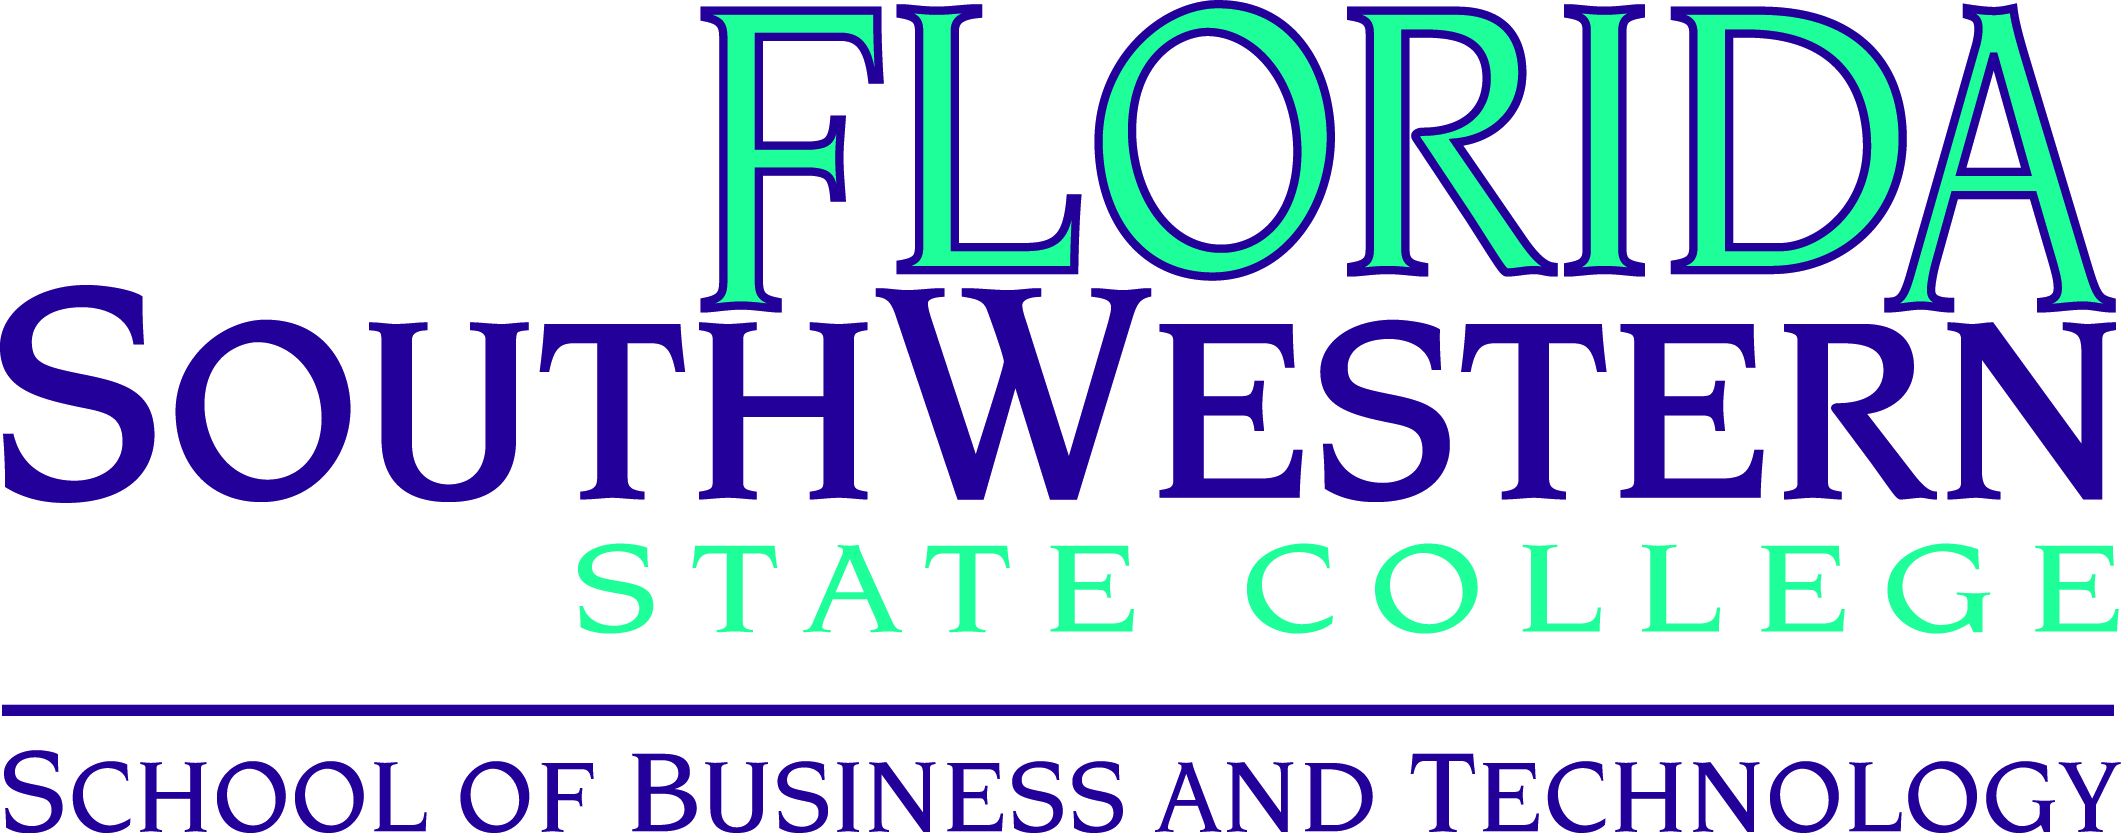 FLORIDA
SOUTHWESTERN
STATE COLLEGE
SCHOOL OF BUSINESS AND TECHNOLOGY